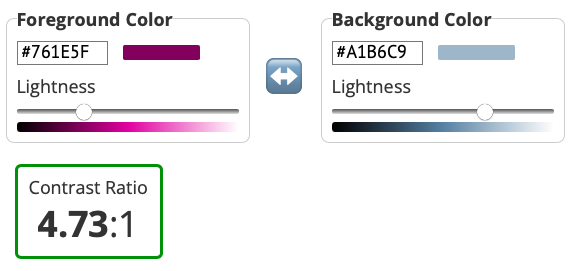 Foreground Color
#761E5F
Lightness
Background Color
#A1B6C9
Lightness
Contrast Ratio
4.73:1